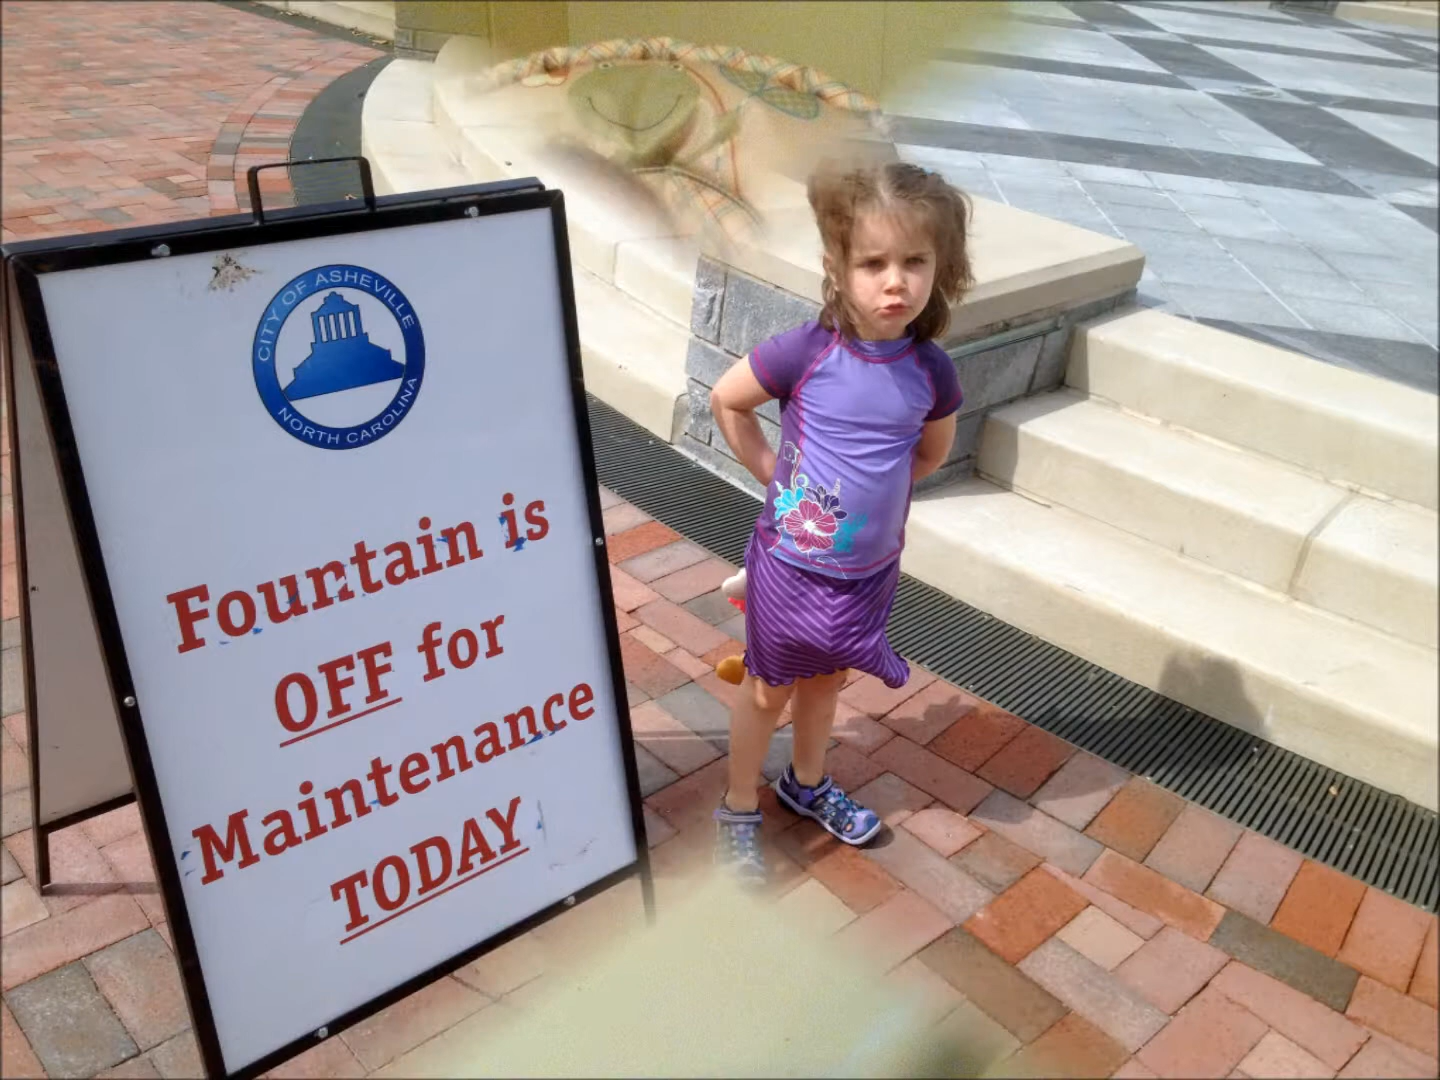 CITY OF ASHEVILLE
NORTH CAROLINA
Fountain is
OFF for
Maintenance
TODAY